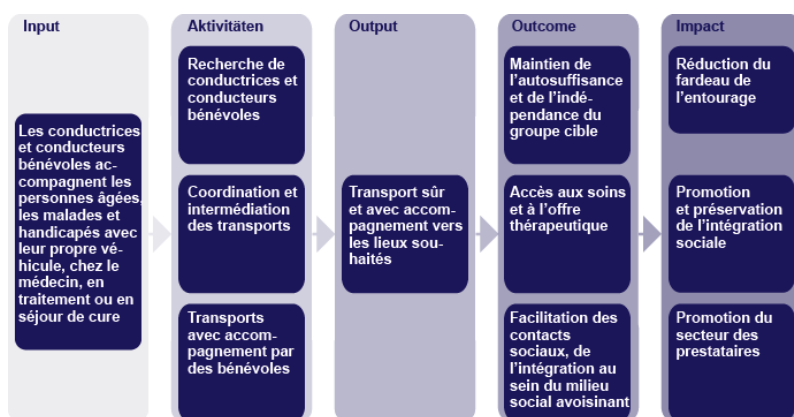 Input
Les conductrices
et conducteurs
bénévoles ac-
compagnent les
personnes âgées,
les malades et
handicapés avec
leur propre vé-
hicule, chez le
médecin, en
traitement ou en
séjour de cure
Aktivitäten
Recherche de
conductrices et
conducteurs
bénévoles
Coordination et
intermédiation
des transports
Transports
avec accom-
pagnement par
des bénévoles
Output
Transport sûr
et avec accom-
pagnement vers
les lieux sou-
haités
Outcome
Maintien de
l'autosuffisance
et de l'indé-
pendance du
groupe cible
Accès aux soins
et à l'offre
thérapeutique
Facilitation des
contacts
sociaux, de
l'intégration au
sein du milieu
social avoisinant
Impact
Réduction du
fardeau de
l'entourage
Promotion
et préservation
de l'intégration
sociale
Promotion du
secteur des
prestataires